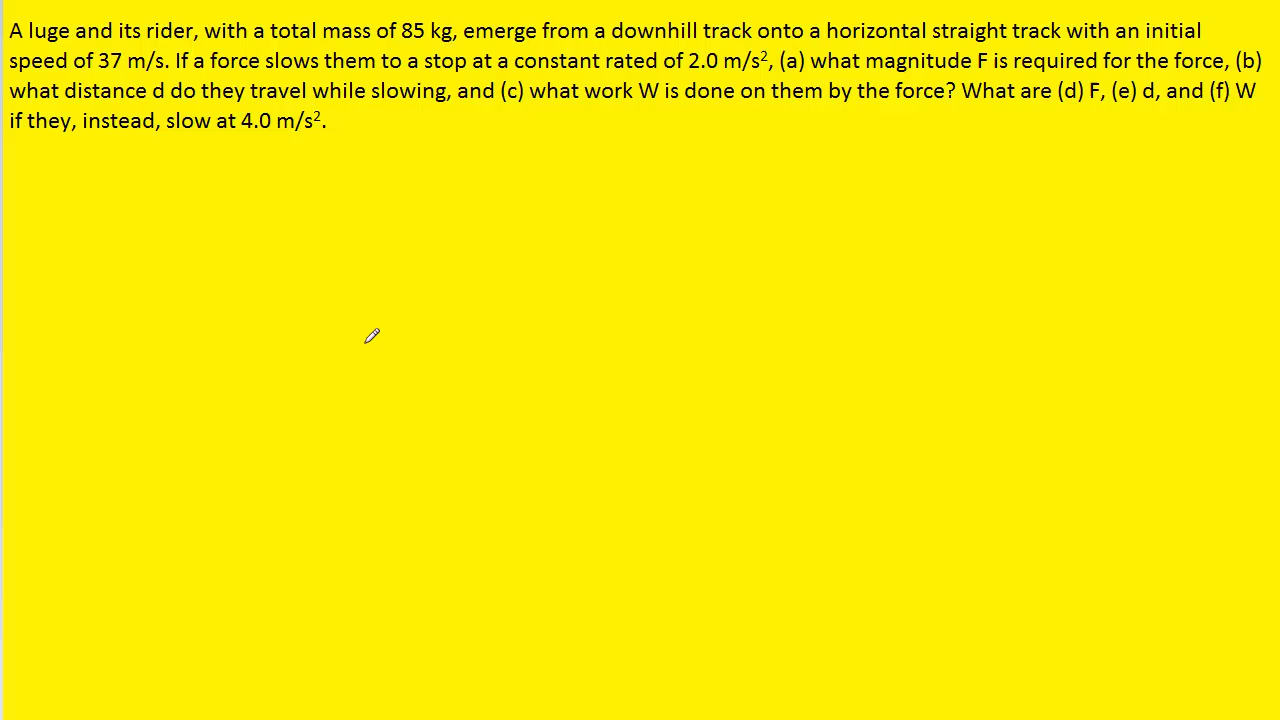 A luge and its rider, with a total mass of 85 kg, emerge from a downhill track onto a horizontal straight track with an initial
speed of 37 m/s. If a force slows them to a stop at a constant rated of 2.0 m/s², (a) what magnitude F is required for the force, (b)
what distance d do they travel while slowing, and (c) what work W is done on them by the force? What are (d) F, (e) d, and (f) W
if they, instead, slow at 4.0 m/s².